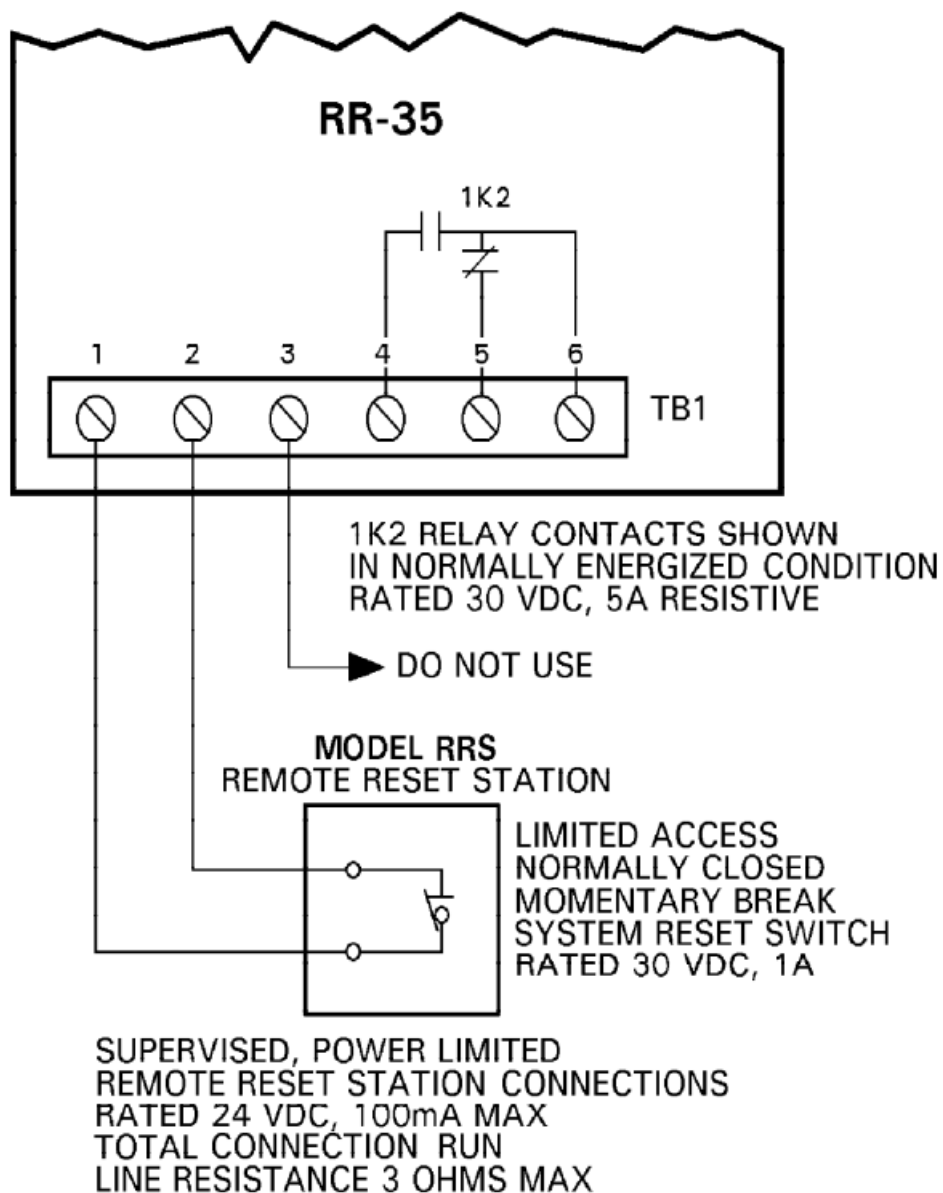 RR-35
1K2
1 2 3 4 5 6
TB1
1K2 RELAY CONTACTS SHOWN
IN NORMALLY ENERGIZED CONDITION
RATED 30 VDC, 5A RESISTIVE
DO NOT USE
MODEL RRS
REMOTE RESET STATION
LIMITED ACCESS
NORMALLY CLOSED
MOMENTARY BREAK
SYSTEM RESET SWITCH
RATED 30 VDC, 1A
SUPERVISED, POWER LIMITED
REMOTE RESET STATION CONNECTIONS
RATED 24 VDC, 100mA MAX
TOTAL CONNECTION RUN
LINE RESISTANCE 3 OHMS MAX